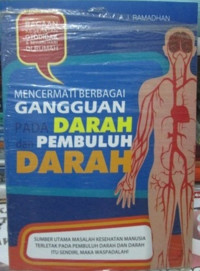 J. RAMADHAN
MENCERMATI BERBAGAI
GANGGUAN
PADA DARAH
DAN PEMBULUH
DARAH
SUMBER UTAMA MASALAH KESEHATAN MANUSIA
TERLETAK PADA PEMBULUH DARAH DAN DARAH
ITU SENDIRI, MAKA WASPADALAH!